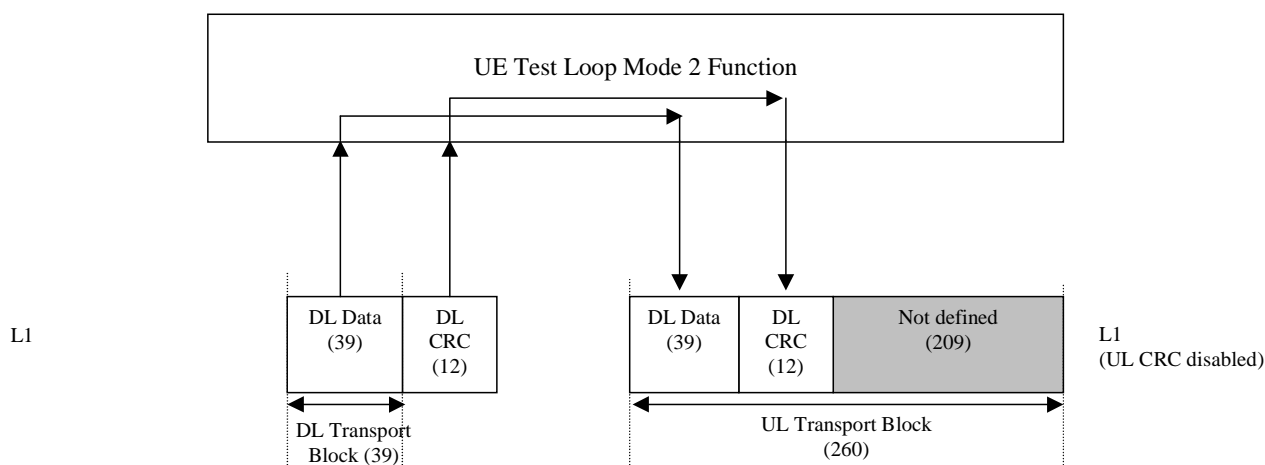 UE Test Loop Mode 2 Function
L1
DL Data
(39)
DL
CRC
(12)
DL Data
(39)
DL
CRC
(12)
Not defined
(209)
L1
(UL CRC disabled)
DL Transport
Block (39)
UL Transport Block
(260)